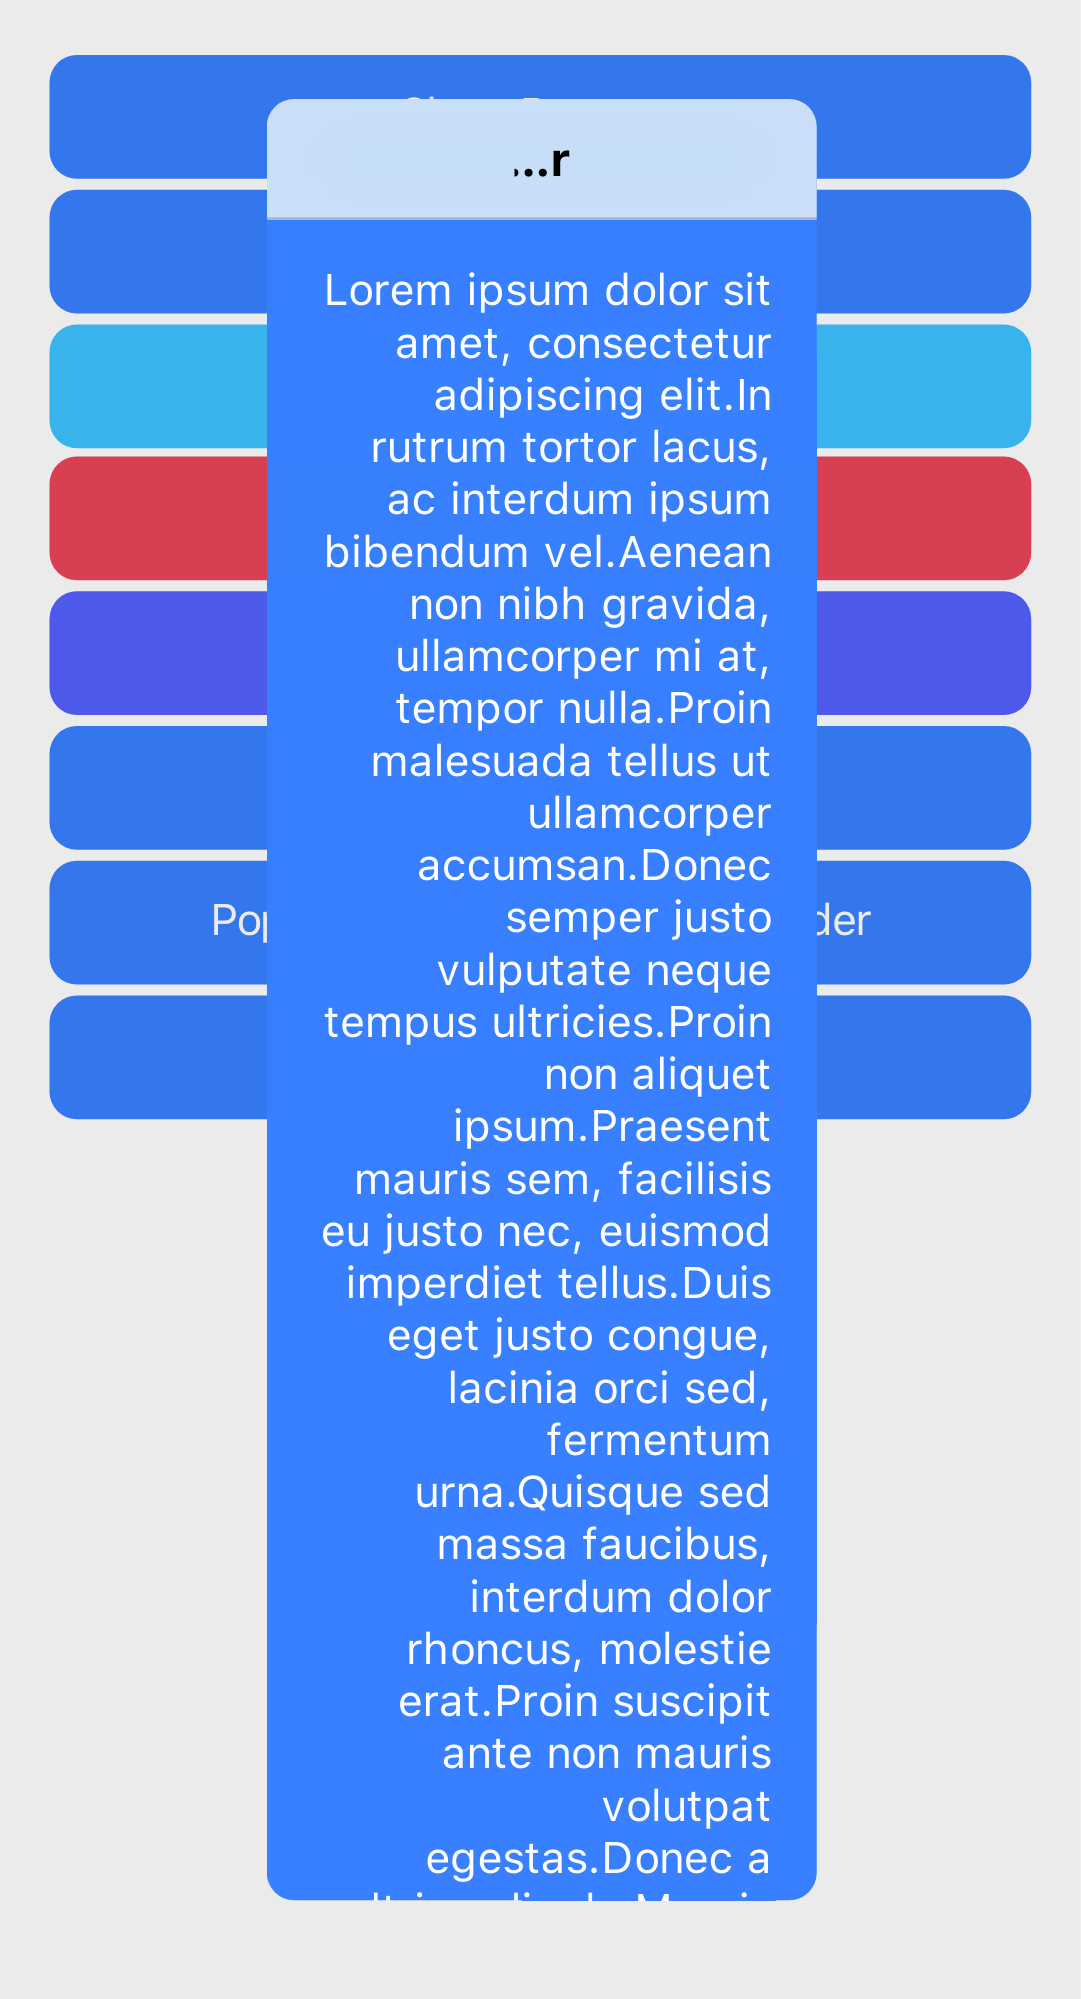 Show Popover
...r
Lorem ipsum dolor sit
amet, consectetur
adipiscing elit.In
rutrum tortor lacus,
ac interdum ipsum
bibendum vel.Aenean
non nibh gravida,
ullamcorper mi at,
tempor nulla.Proin
malesuada tellus ut
ullamcorper
accumsan.Donec
semper justo
vulputate neque
tempus ultricies.Proin
non aliquet
ipsum.Praesent
mauris sem, facilisis
eu justo nec, euismod
imperdiet tellus.Duis
eget justo congue,
lacinia orci sed,
fermentum
urna.Quisque sed
massa faucibus,
interdum dolor
rhoncus, molestie
erat.Proin suscipit
ante non mauris
volutpat
egestas.Donec a